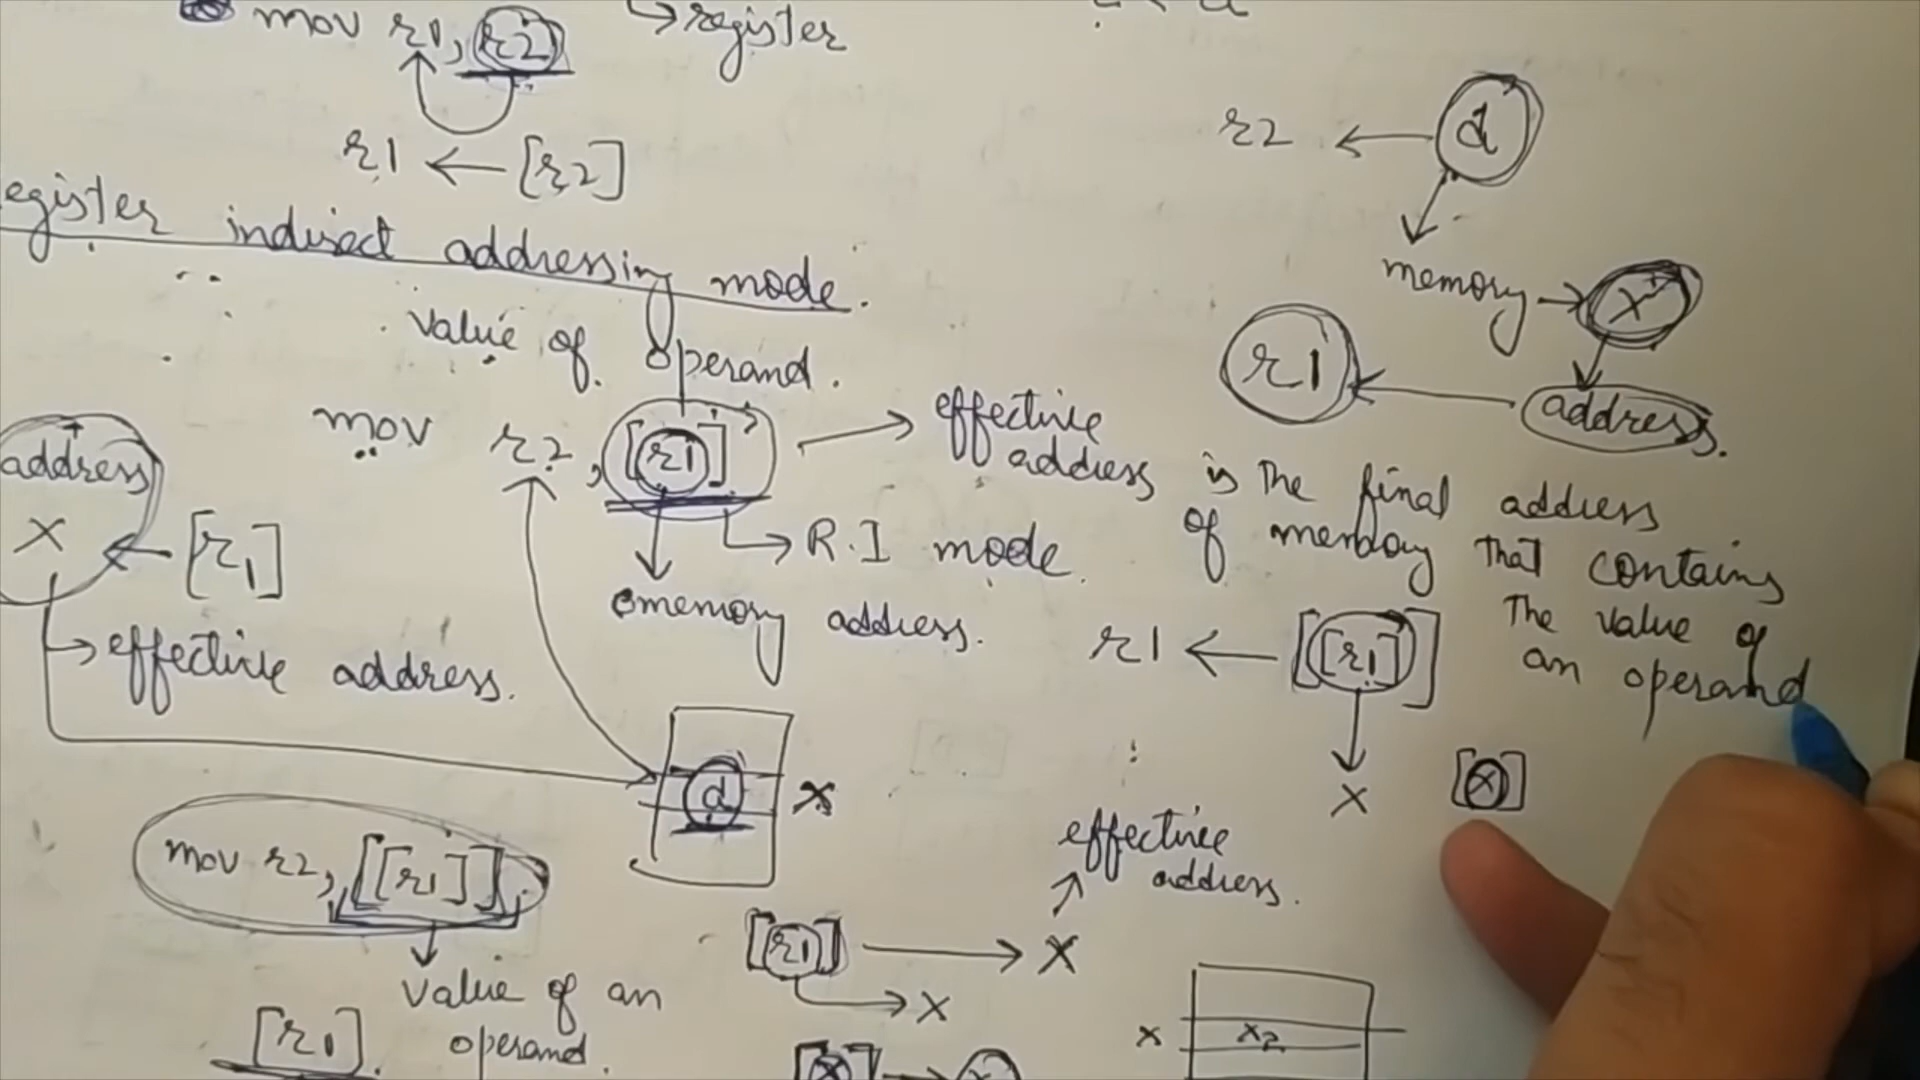 mov r1, r2
register
r1 ← [r2]
egister indirect addressing mode.
value of operand.
mov r2, [r1]
effective
address is the final address
of memory that contains
the value of
an operand
R.I mode.
memory address.
address
x ← [r1]
effective address.
d
x
mov r2, [[r1]]
value of an
operand.
[r1].
r2 ← d
memory → x
address.
r1
r1 ← [[r1]]
x
[x]
effective
address.
[r1] → x
x
[x]
x
x2